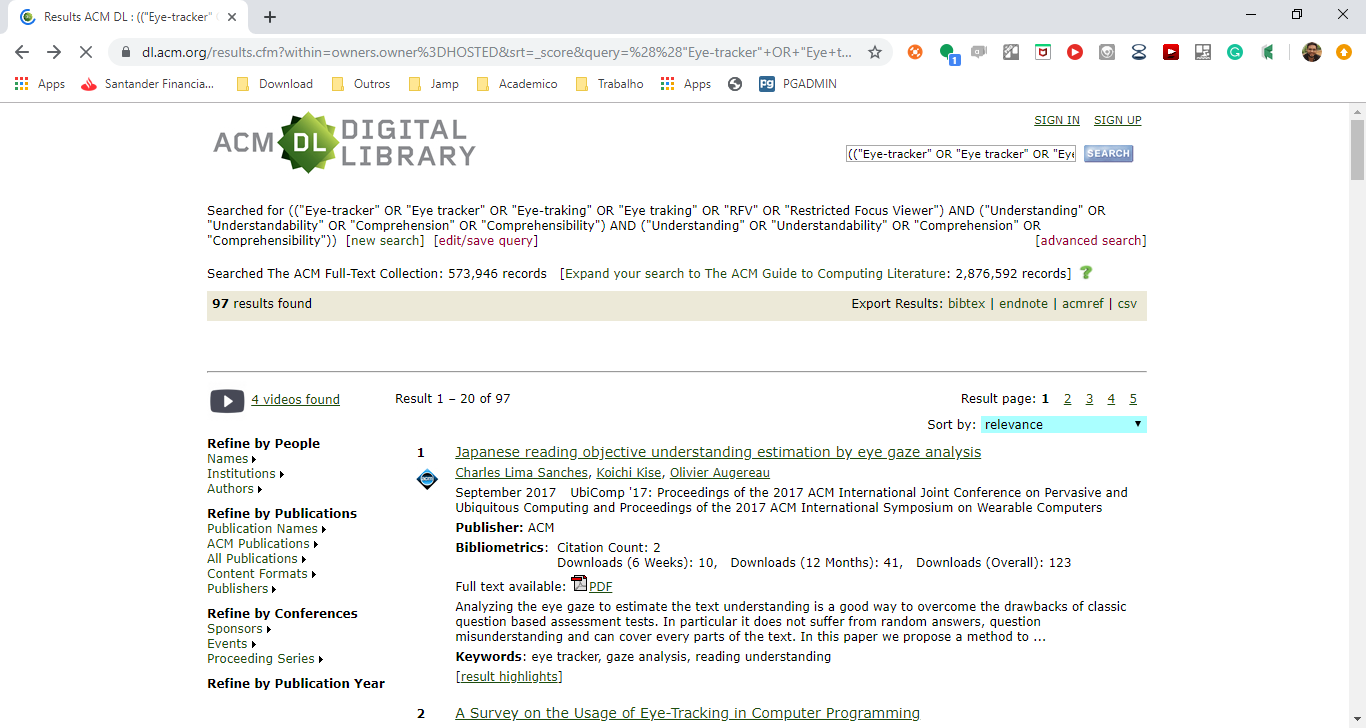 Results ACM DL : (("Eye-tracker"
dl.acm.org/results.cfm?within=owners.owner%3DHOSTED&srt=_score&query=%28%28"Eye-tracker"+OR+"Eye+t...
1
Apps Santander Financia... Download Outros Jamp Academico Trabalho Apps Pg PGADMIN
ACM DL DIGITAL LIBRARY
SIGN IN SIGN UP
(("Eye-tracker" OR "Eye tracker" OR "Eye SEARCH
Searched for (("Eye-tracker" OR "Eye tracker" OR "Eye-traking" OR "Eye traking" OR "RFV" OR "Restricted Focus Viewer") AND ("Understanding" OR
"Understandability" OR "Comprehension" OR "Comprehensibility") AND ("Understanding" OR "Understandability" OR "Comprehension" OR
"Comprehensibility")) [new search] [edit/save query] [advanced search]
Searched The ACM Full-Text Collection: 573,946 records [Expand your search to The ACM Guide to Computing Literature: 2,876,592 records] ?
97 results found Export Results: bibtex | endnote | acmref | csv
4 videos found Result 1 – 20 of 97 Result page: 1 2 3 4 5
Sort by: relevance
Refine by People
Names
Institutions
Authors
Refine by Publications
Publication Names
ACM Publications
All Publications
Content Formats
Publishers
Refine by Conferences
Sponsors
Events
Proceeding Series
Refine by Publication Year
1 Japanese reading objective understanding estimation by eye gaze analysis
Charles Lima Sanches, Koichi Kise, Olivier Augereau
September 2017 UbiComp '17: Proceedings of the 2017 ACM International Joint Conference on Pervasive and
Ubiquitous Computing and Proceedings of the 2017 ACM International Symposium on Wearable Computers
Publisher: ACM
Bibliometrics: Citation Count: 2
Downloads (6 Weeks): 10, Downloads (12 Months): 41, Downloads (Overall): 123
Full text available: PDF
Analyzing the eye gaze to estimate the text understanding is a good way to overcome the drawbacks of classic
question based assessment tests. In particular it does not suffer from random answers, question
misunderstanding and can cover every parts of the text. In this paper we propose a method to ...
Keywords: eye tracker, gaze analysis, reading understanding
[result highlights]
2 A Survey on the Usage of Eye-Tracking in Computer Programming